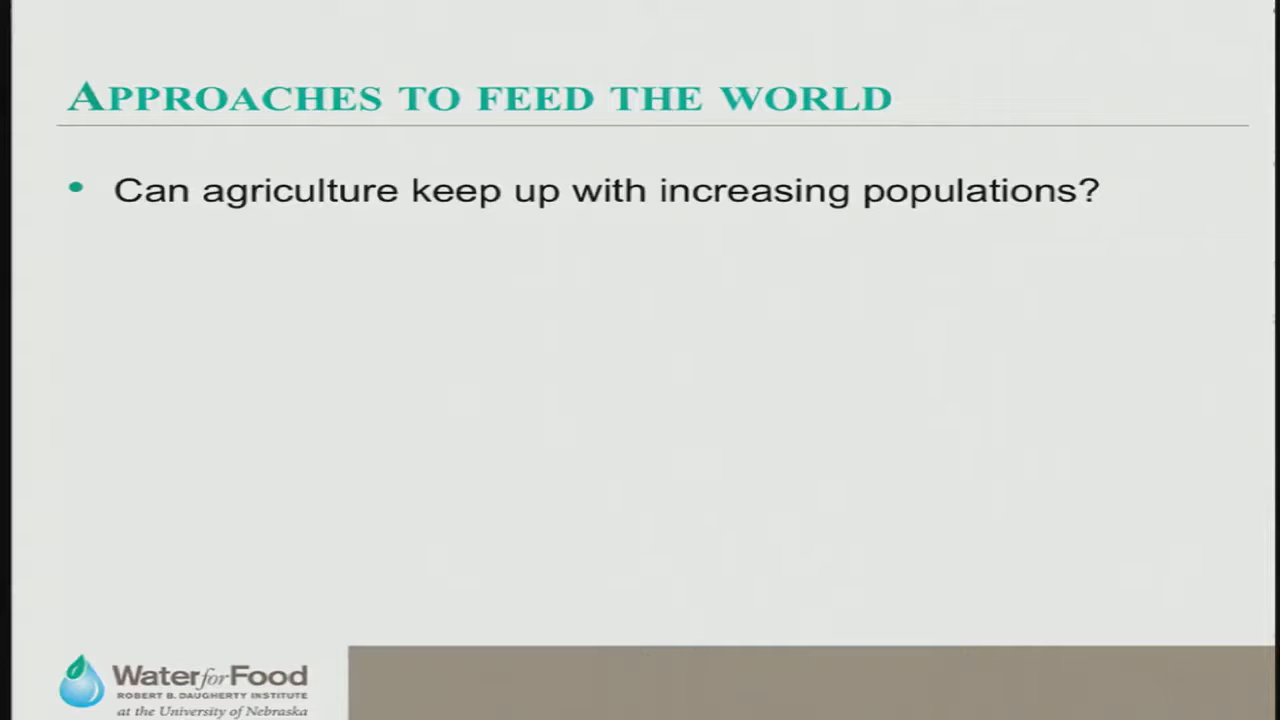 APPROACHES TO FEED THE WORLD
• Can agriculture keep up with increasing populations?
Water for Food
ROBERT B. DAUGHERTY INSTITUTE
at the University of Nebraska